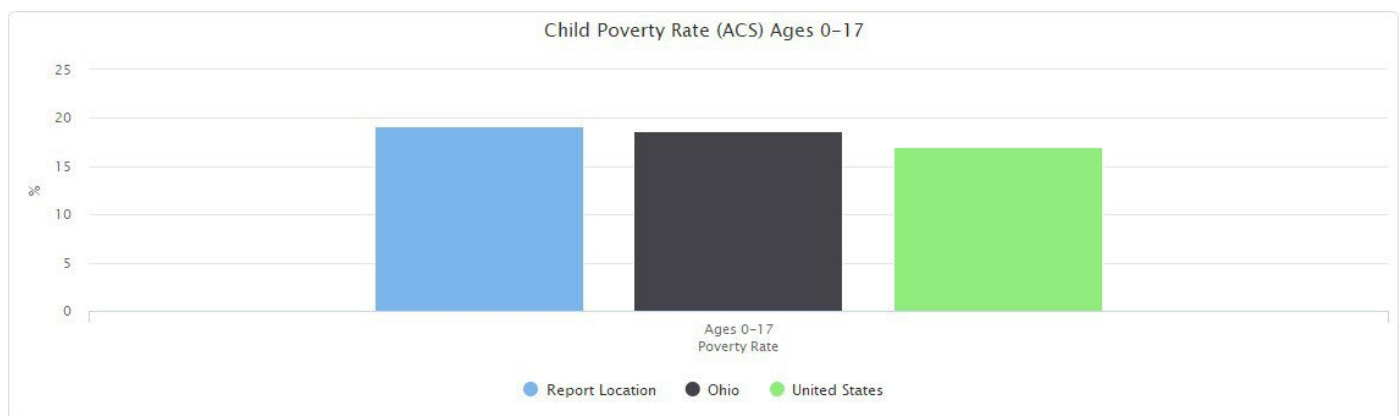 Child Poverty Rate (ACS) Ages 0-17
25
20
15
10
5
0
%
Ages 0-17
Poverty Rate
Report Location Ohio United States